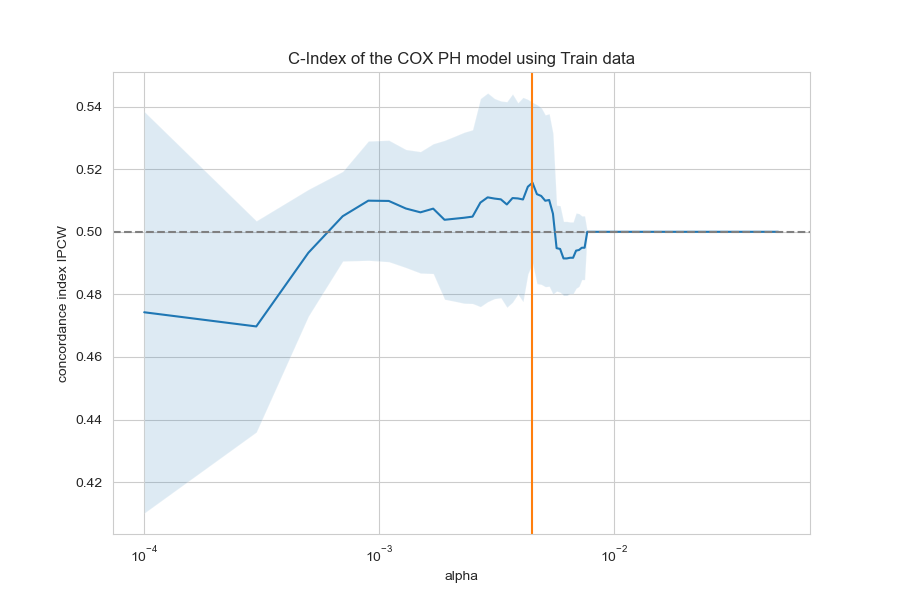 C-Index of the COX PH model using Train data
concordance index IPCW
0.54
0.52
0.50
0.48
0.46
0.44
0.42
10⁻⁴ 10⁻³ 10⁻²
alpha